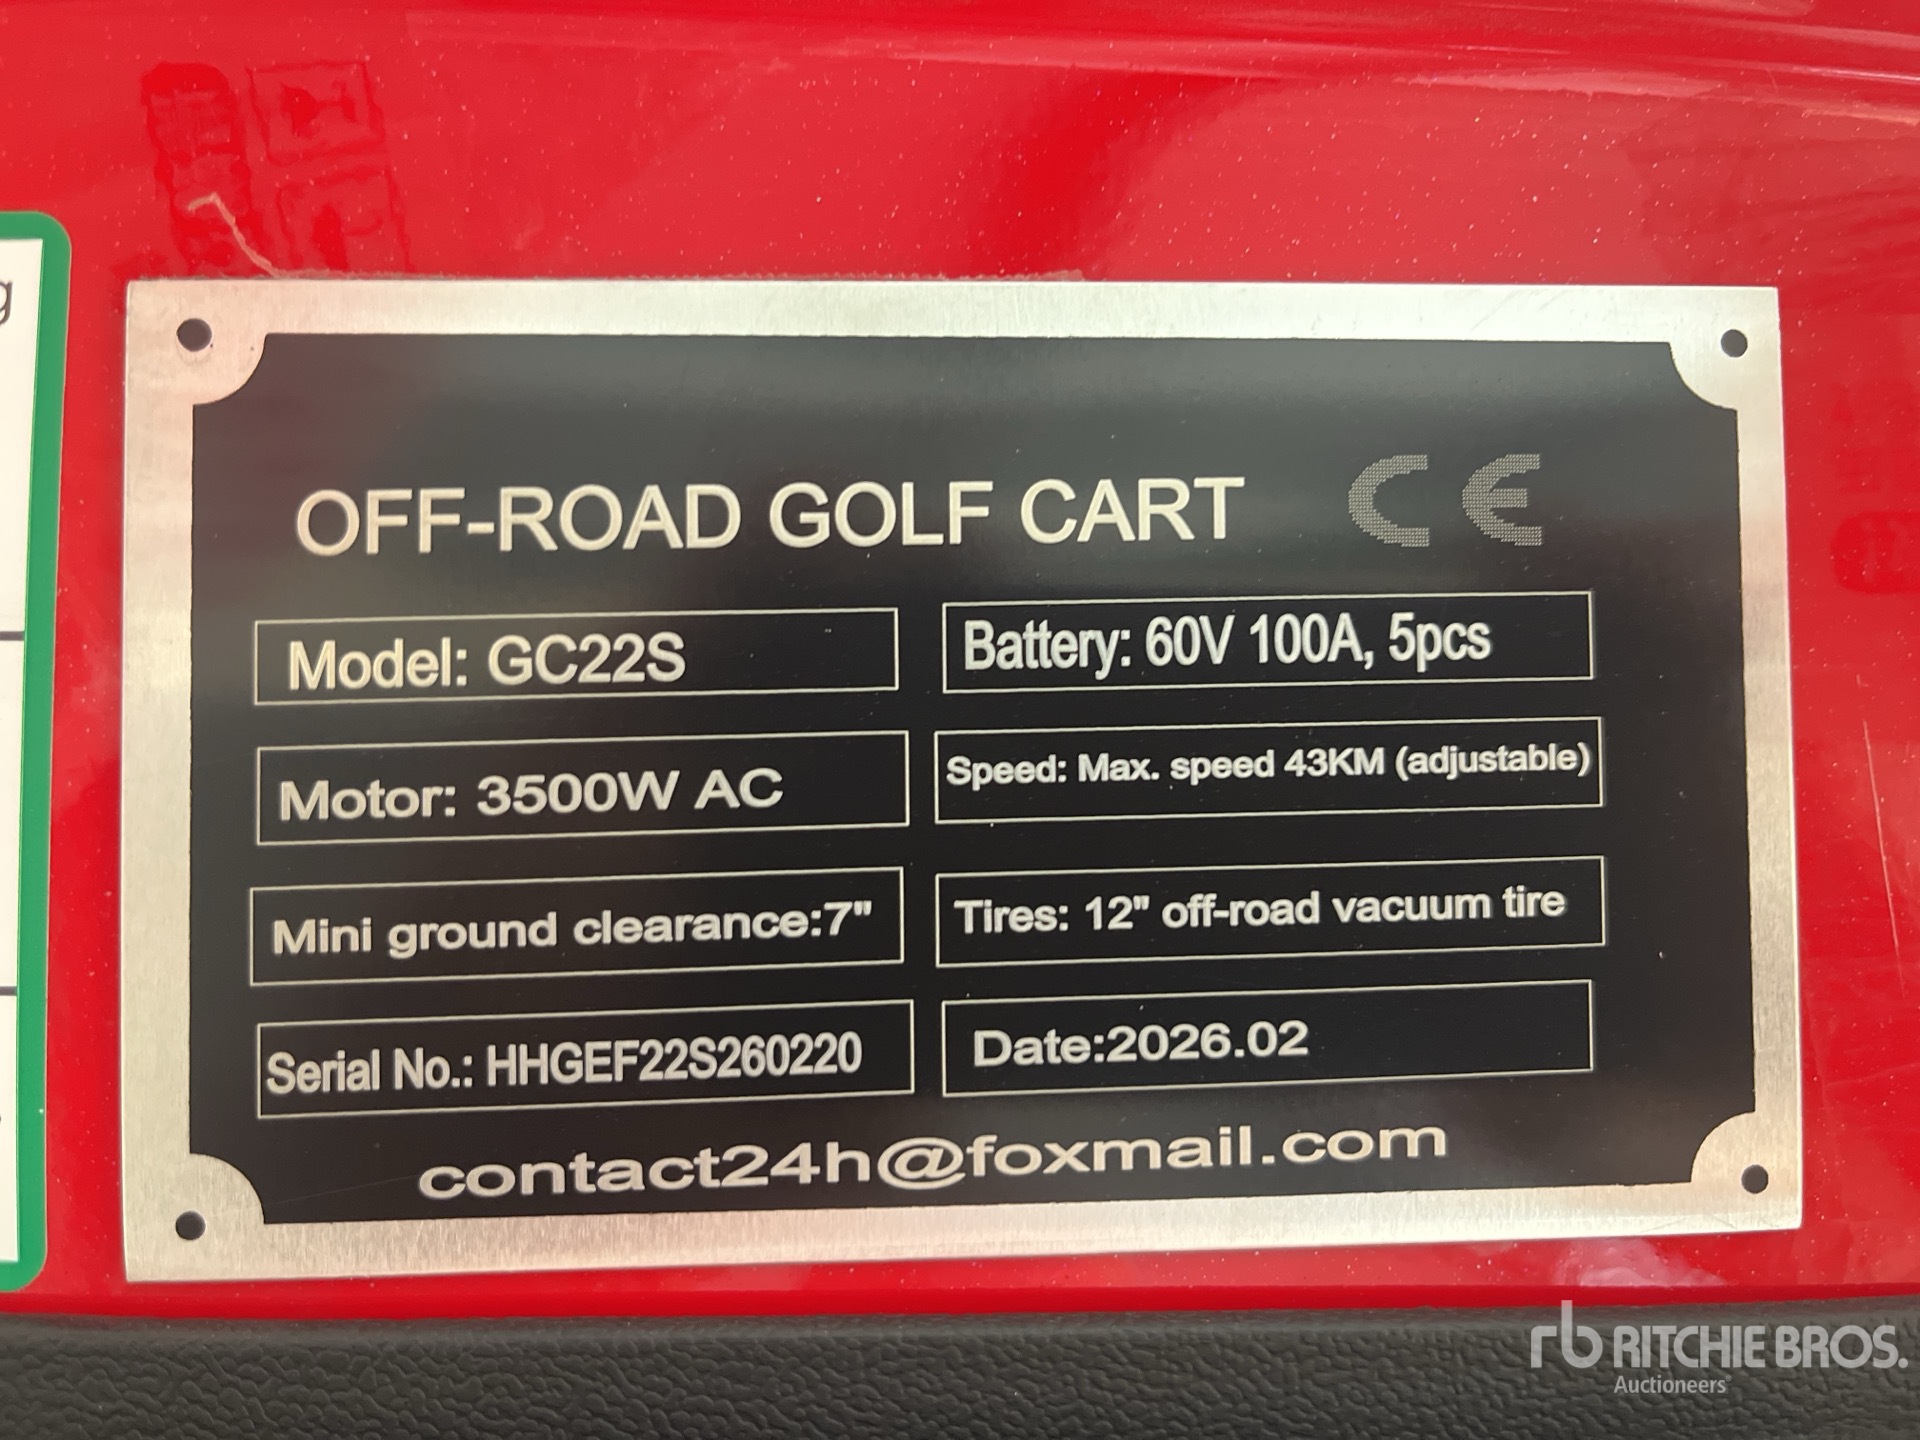 OFF-ROAD GOLF CART CE
Model: GC22S
Battery: 60V 100A, 5pcs
Motor: 3500W AC
Speed: Max. speed 43KM (adjustable)
Mini ground clearance:7"
Tires: 12" off-road vacuum tire
Serial No.: HHGEF22S260220
Date:2026.02
contact24h@foxmail.com
rb RITCHIE BROS.
Auctioneers